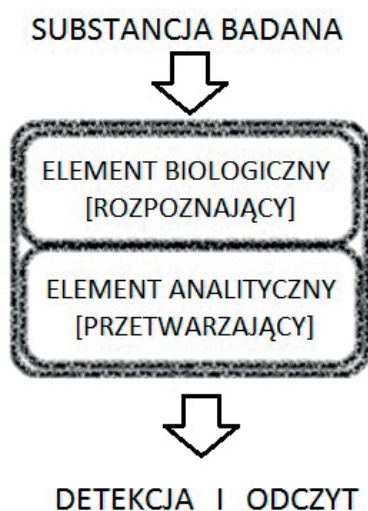 SUBSTANCJA BADANA
ELEMENT BIOLOGICZNY
[ROZPOZNAJĄCY]
ELEMENT ANALITYCZNY
[PRZETWARZAJĄCY]
DETEKCJA I ODCZYT